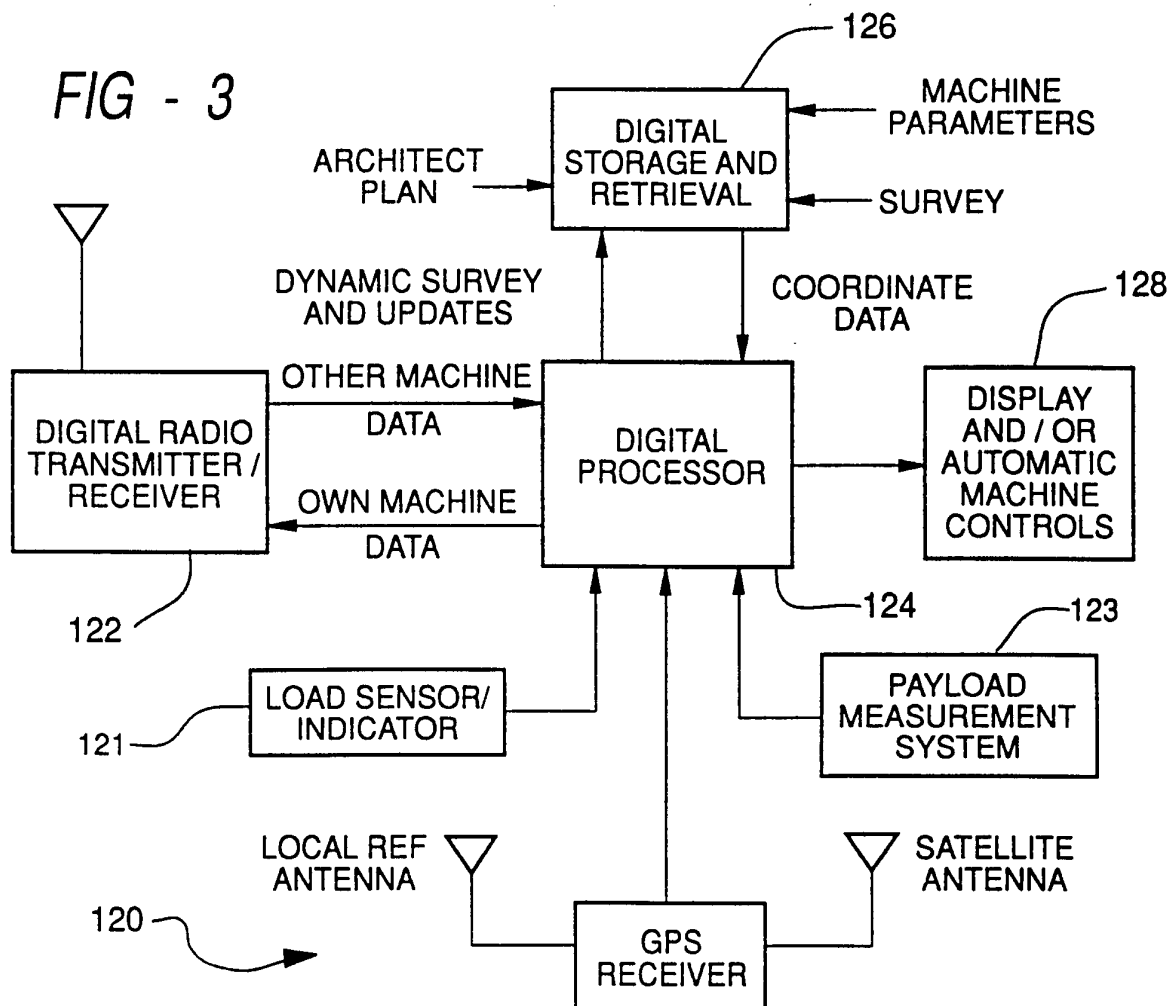 FIG - 3
126
DIGITAL
STORAGE AND
RETRIEVAL
MACHINE
PARAMETERS
ARCHITECT
PLAN
SURVEY
DYNAMIC SURVEY
AND UPDATES
COORDINATE
DATA
128
DIGITAL RADIO
TRANSMITTER /
RECEIVER
OTHER MACHINE
DATA
OWN MACHINE
DATA
DIGITAL
PROCESSOR
DISPLAY
AND / OR
AUTOMATIC
MACHINE
CONTROLS
122
124
123
121
LOAD SENSOR/
INDICATOR
PAYLOAD
MEASUREMENT
SYSTEM
LOCAL REF
ANTENNA
SATELLITE
ANTENNA
120
GPS
RECEIVER